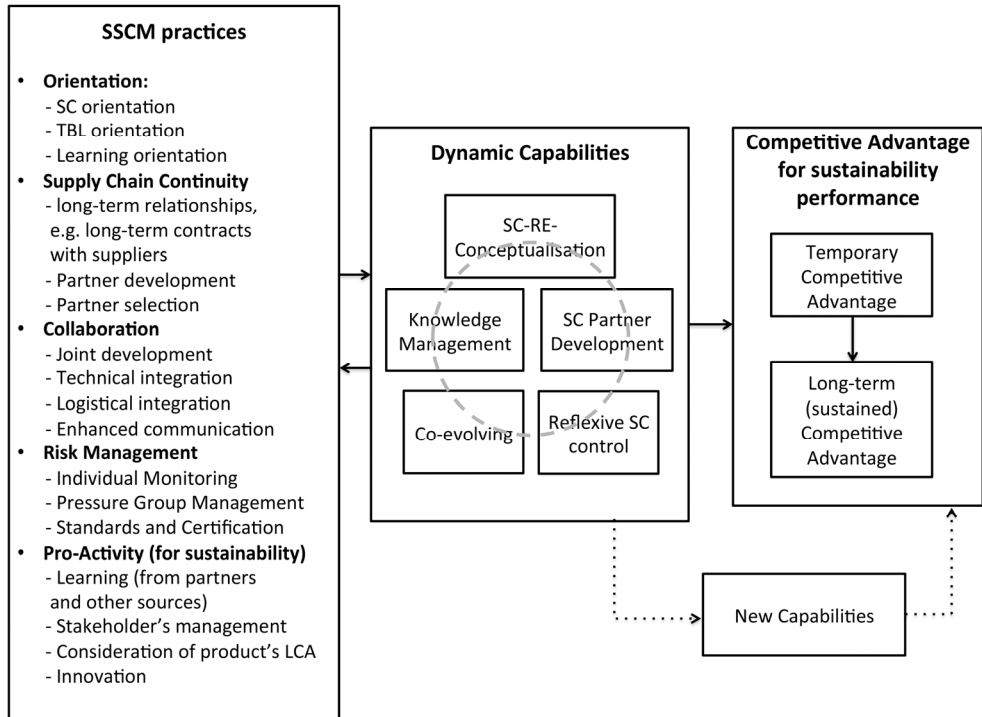 SSCM practices
• Orientation:
- SC orientation
- TBL orientation
- Learning orientation
• Supply Chain Continuity
- long-term relationships,
e.g. long-term contracts
with suppliers
- Partner development
- Partner selection
• Collaboration
- Joint development
- Technical integration
- Logistical integration
- Enhanced communication
• Risk Management
- Individual Monitoring
- Pressure Group Management
- Standards and Certification
• Pro-Activity (for sustainability)
- Learning (from partners
and other sources)
- Stakeholder's management
- Consideration of product's LCA
- Innovation
Dynamic Capabilities
SC-RE-
Conceptualisation
Knowledge
Management
SC Partner
Development
Co-evolving
Reflexive SC
control
Competitive Advantage
for sustainability
performance
Temporary
Competitive
Advantage
Long-term
(sustained)
Competitive
Advantage
New Capabilities